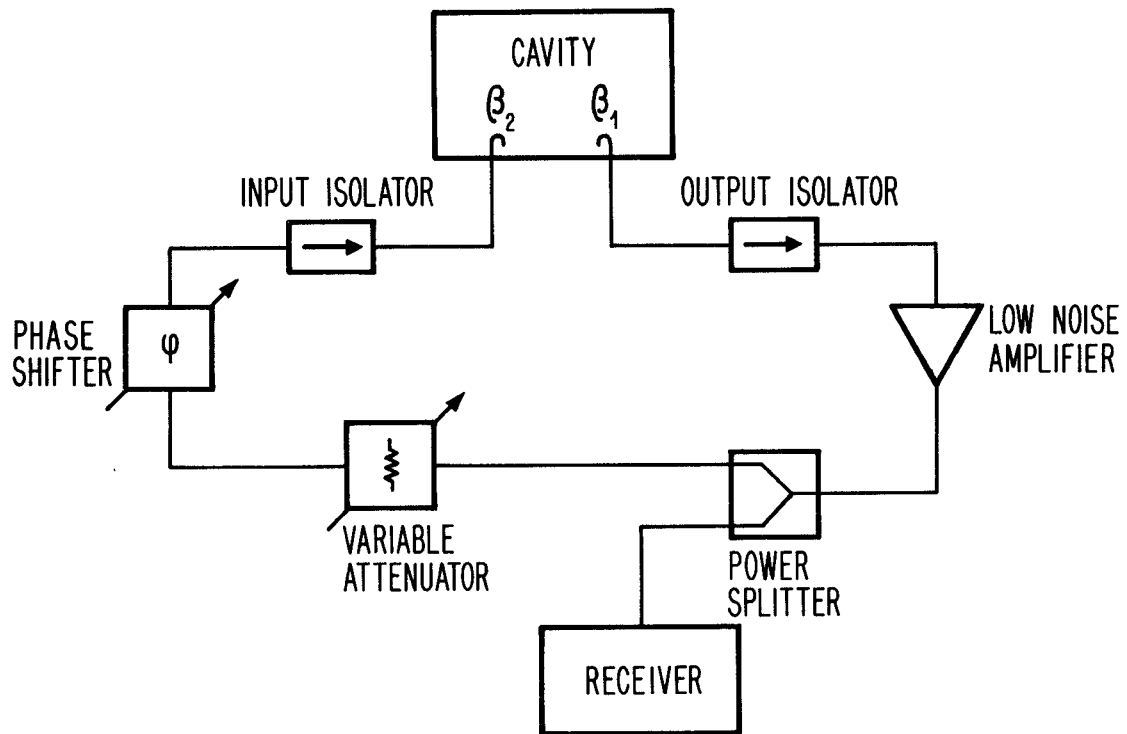 CAVITY
β2 β1
INPUT ISOLATOR
OUTPUT ISOLATOR
PHASE
SHIFTER
φ
LOW NOISE
AMPLIFIER
VARIABLE
ATTENUATOR
POWER
SPLITTER
RECEIVER